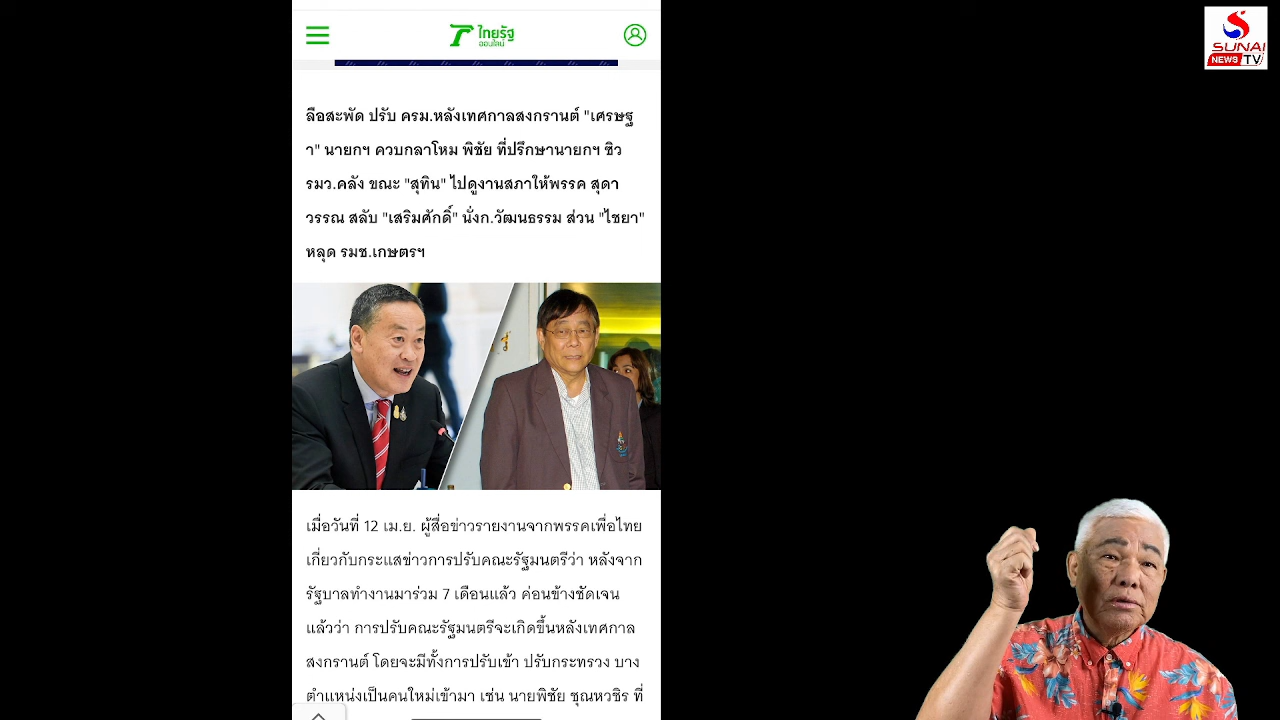 ไทยรัฐ
ออนไลน์
SUNAI
NEWS TV
ลือสะพัด ปรับ ครม.หลังเทศกาลสงกรานต์ "เศรษฐ
า" นายกฯ ควบกลาโหม พิชัย ที่ปรึกษานายกฯ ซิว
รมว.คลัง ขณะ "สุทิน" ไปดูงานสภาให้พรรค สุดา
วรรณ สลับ "เสริมศักดิ์" นั่งก.วัฒนธรรม ส่วน "ไชยา"
หลุด รมช.เกษตรฯ
เมื่อวันที่ 12 เม.ย. ผู้สื่อข่าวรายงานจากพรรคเพื่อไทย
เกี่ยวกับกระแสข่าวการปรับคณะรัฐมนตรีว่า หลังจาก
รัฐบาลทำงานมาร่วม 7 เดือนแล้ว ค่อนข้างชัดเจน
แล้วว่า การปรับคณะรัฐมนตรีจะเกิดขึ้นหลังเทศกาล
สงกรานต์ โดยจะมีทั้งการปรับเข้า ปรับกระทรวง บาง
ตำแหน่งเป็นคนใหม่เข้ามา เช่น นายพิชัย ชุณหวชิร ที่